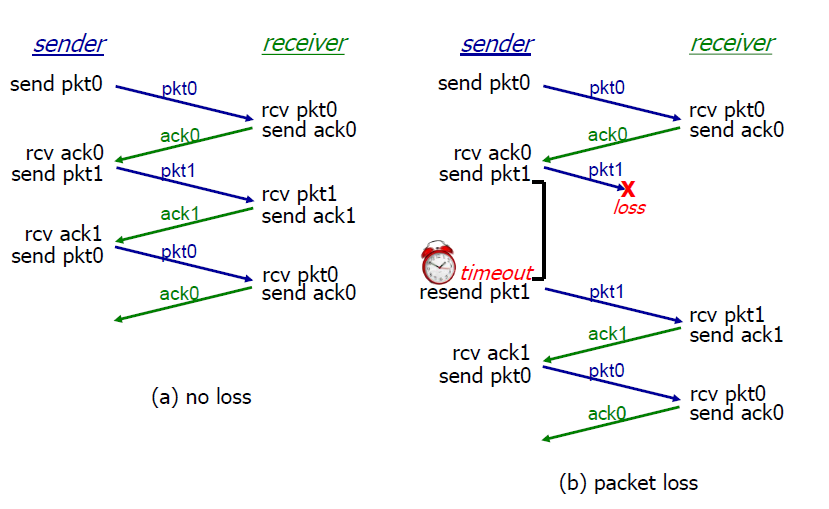 sender
receiver
send pkt0
pkt0
rcv pkt0
send ack0
ack0
rcv ack0
send pkt1
pkt1
rcv pkt1
send ack1
ack1
rcv ack1
send pkt0
pkt0
rcv pkt0
send ack0
ack0
(a) no loss
sender
receiver
send pkt0
pkt0
rcv pkt0
send ack0
ack0
rcv ack0
send pkt1
pkt1
X
loss
timeout
resend pkt1
pkt1
rcv pkt1
send ack1
ack1
rcv ack1
send pkt0
pkt0
rcv pkt0
send ack0
ack0
(b) packet loss